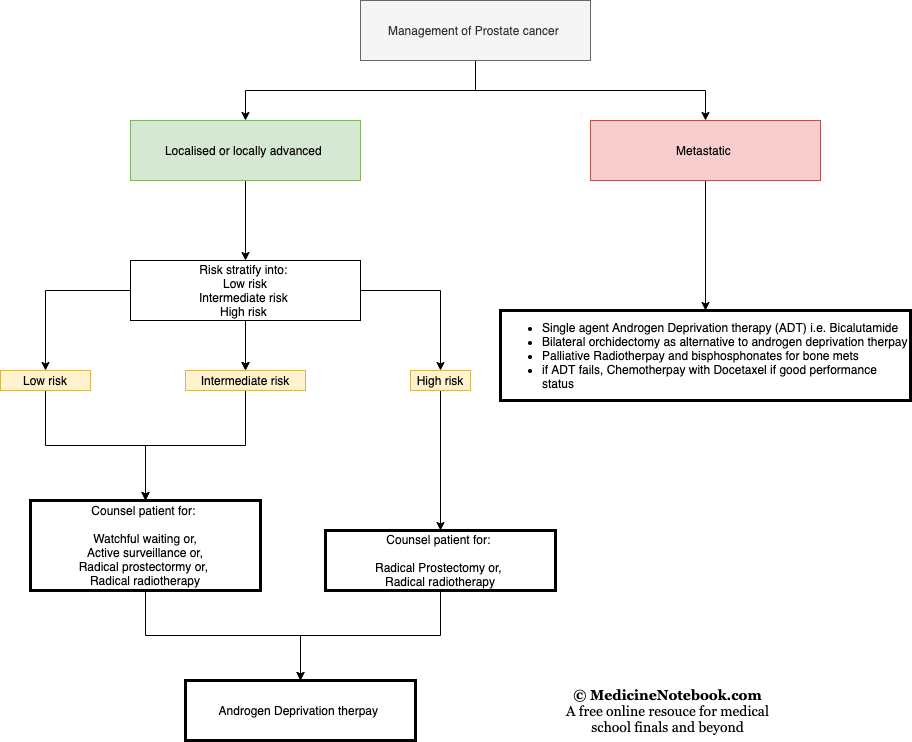 Management of Prostate cancer
Localised or locally advanced
Metastatic
Risk stratify into:
Low risk
Intermediate risk
High risk
Single agent Androgen Deprivation therapy (ADT) i.e. Bicalutamide
Bilateral orchidectomy as alternative to androgen deprivation therpay
Palliative Radiotherpay and bisphosphonates for bone mets
if ADT fails, Chemotherpay with Docetaxel if good performance
status
Low risk
Intermediate risk
High risk
Counsel patient for:
Watchful waiting or,
Active surveillance or,
Radical prostectormy or,
Radical radiotherapy
Counsel patient for:
Radical Prostectomy or,
Radical radiotherapy
Androgen Deprivation therpay
© MedicineNotebook.com
A free online resouce for medical
school finals and beyond